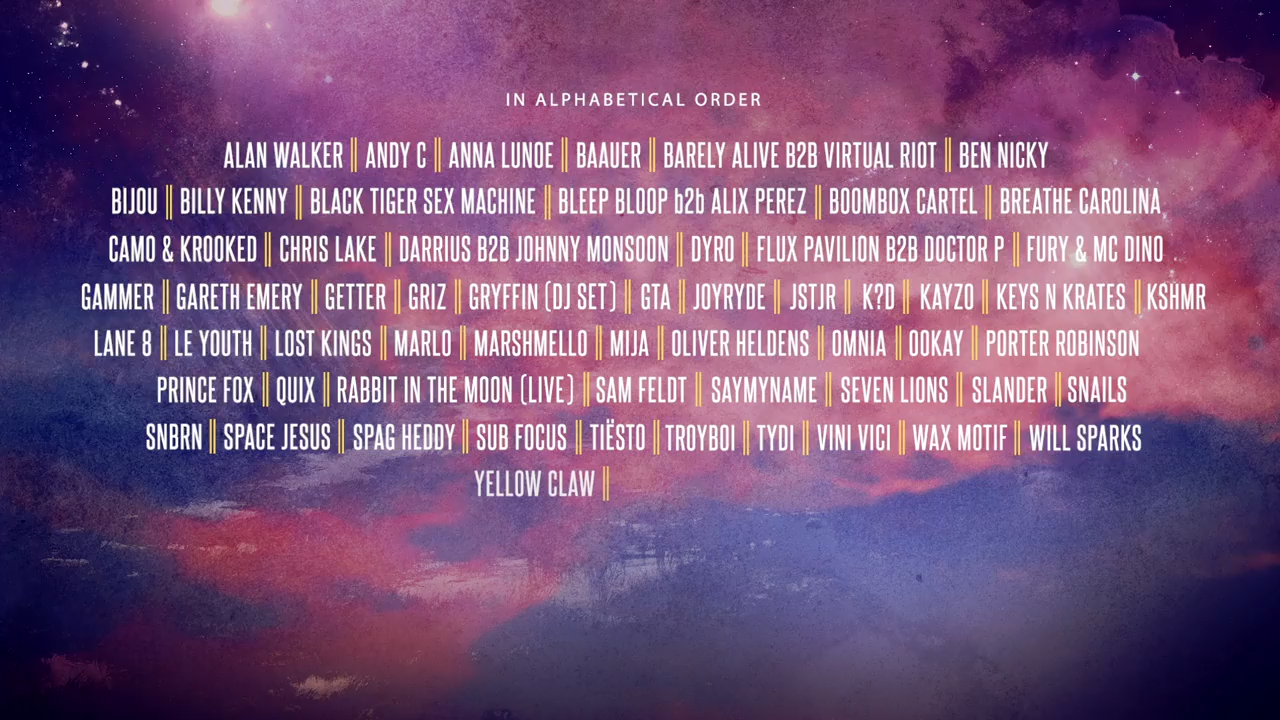 IN ALPHABETICAL ORDER
ALAN WALKER || ANDY C || ANNA LUNOE || BAAUER || BARELY ALIVE B2B VIRTUAL RIOT || BEN NICKY
BIJOU || BILLY KENNY || BLACK TIGER SEX MACHINE || BLEEP BLOOP b2b ALIX PEREZ || BOOMBOX CARTEL || BREATHE CAROLINA
CAMO & KROOKED || CHRIS LAKE || DARRIUS B2B JOHNNY MONSOON || DYRO || FLUX PAVILION B2B DOCTOR P || FURY & MC DINO
GAMMER || GARETH EMERY || GETTER || GRIZ || GRYFFIN (DJ SET) || GTA || JOYRYDE || JSTJR || K?D || KAYZO || KEYS N KRATES || KSHMR
LANE 8 || LE YOUTH || LOST KINGS || MARLO || MARSHMELLO || MIJA || OLIVER HELDENS || OMNIA || OOKAY || PORTER ROBINSON
PRINCE FOX || QUIX || RABBIT IN THE MOON (LIVE) || SAM FELDT || SAYMYNAME || SEVEN LIONS || SLANDER || SNAILS
SNBRN || SPACE JESUS || SPAG HEDDY || SUB FOCUS || TIËSTO || TROYBOI || TYDI || VINI VICI || WAX MOTIF || WILL SPARKS
YELLOW CLAW ||